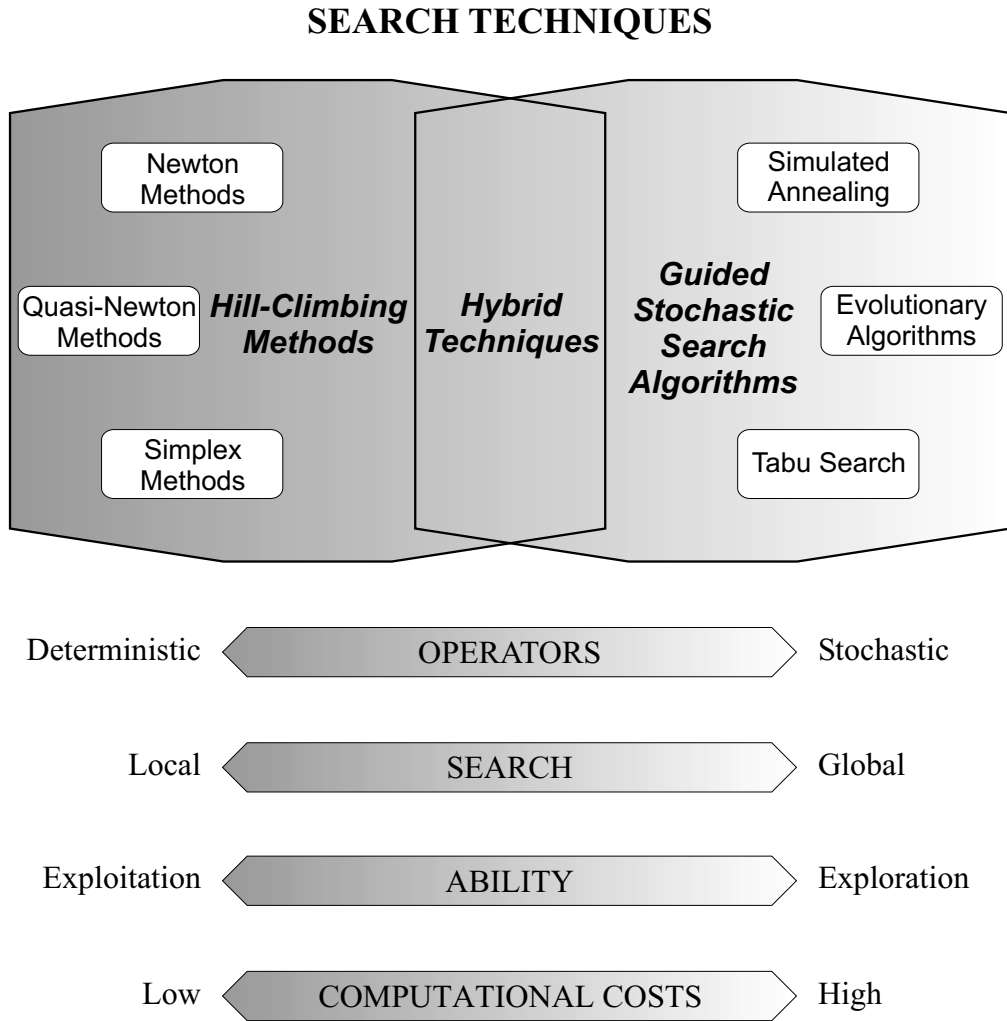 SEARCH TECHNIQUES
Newton
Methods
Quasi-Newton
Methods
Simplex
Methods
Hill-Climbing
Methods
Hybrid
Techniques
Guided
Stochastic
Search
Algorithms
Simulated
Annealing
Evolutionary
Algorithms
Tabu Search
Deterministic OPERATORS Stochastic
Local SEARCH Global
Exploitation ABILITY Exploration
Low COMPUTATIONAL COSTS High